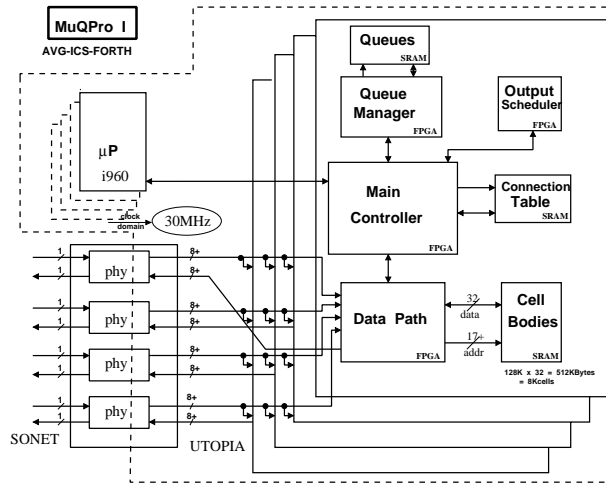 MuQPro I
AVG-ICS-FORTH
Queues
SRAM
Queue
Manager
FPGA
Output
Scheduler
FPGA
µP
i960
Main
Controller
FPGA
Connection
Table
SRAM
clock
domain
30MHz
1
phy
8+
1
8+
1
phy
8+
1
8+
1
phy
8+
1
8+
1
phy
8+
1
8+
Data Path
FPGA
32
data
17+
addr
Cell
Bodies
SRAM
128K x 32 = 512KBytes
= 8Kcells
SONET
UTOPIA